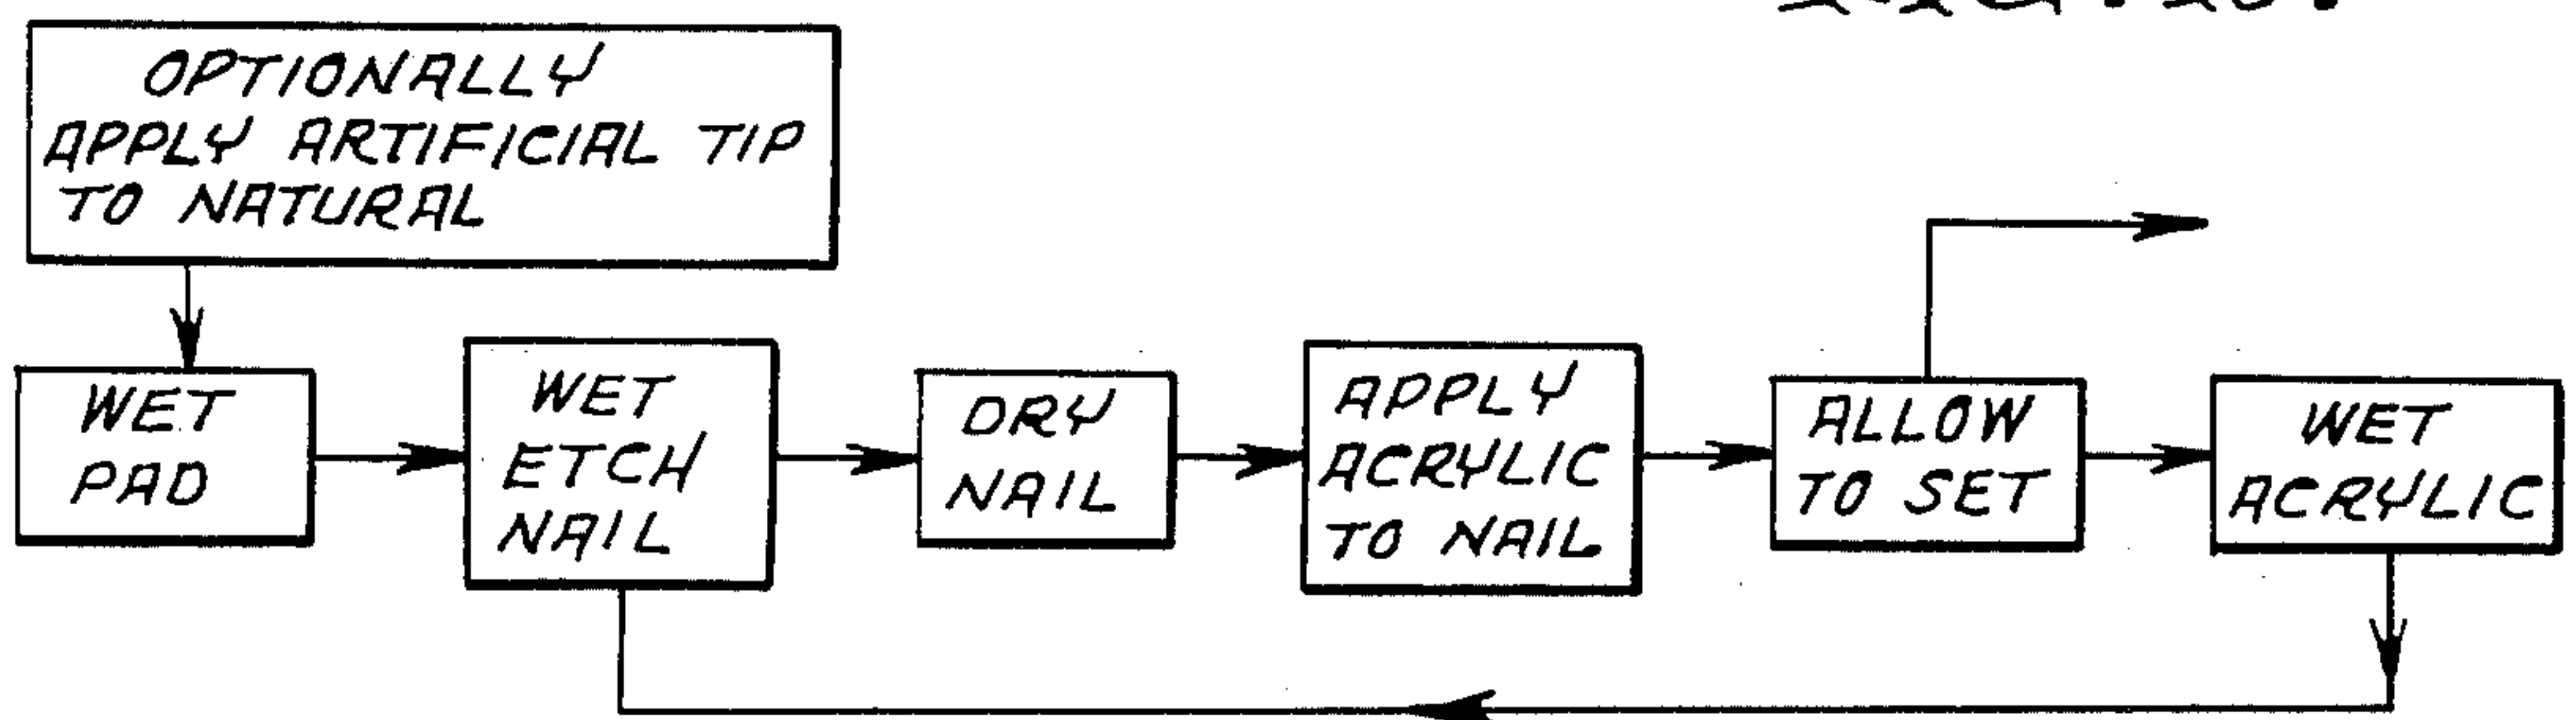 OPTIONALLY
APPLY ARTIFICIAL TIP
TO NATURAL
WET
PAD
WET
ETCH
NAIL
DRY
NAIL
APPLY
ACRYLIC
TO NAIL
ALLOW
TO SET
WET
ACRYLIC